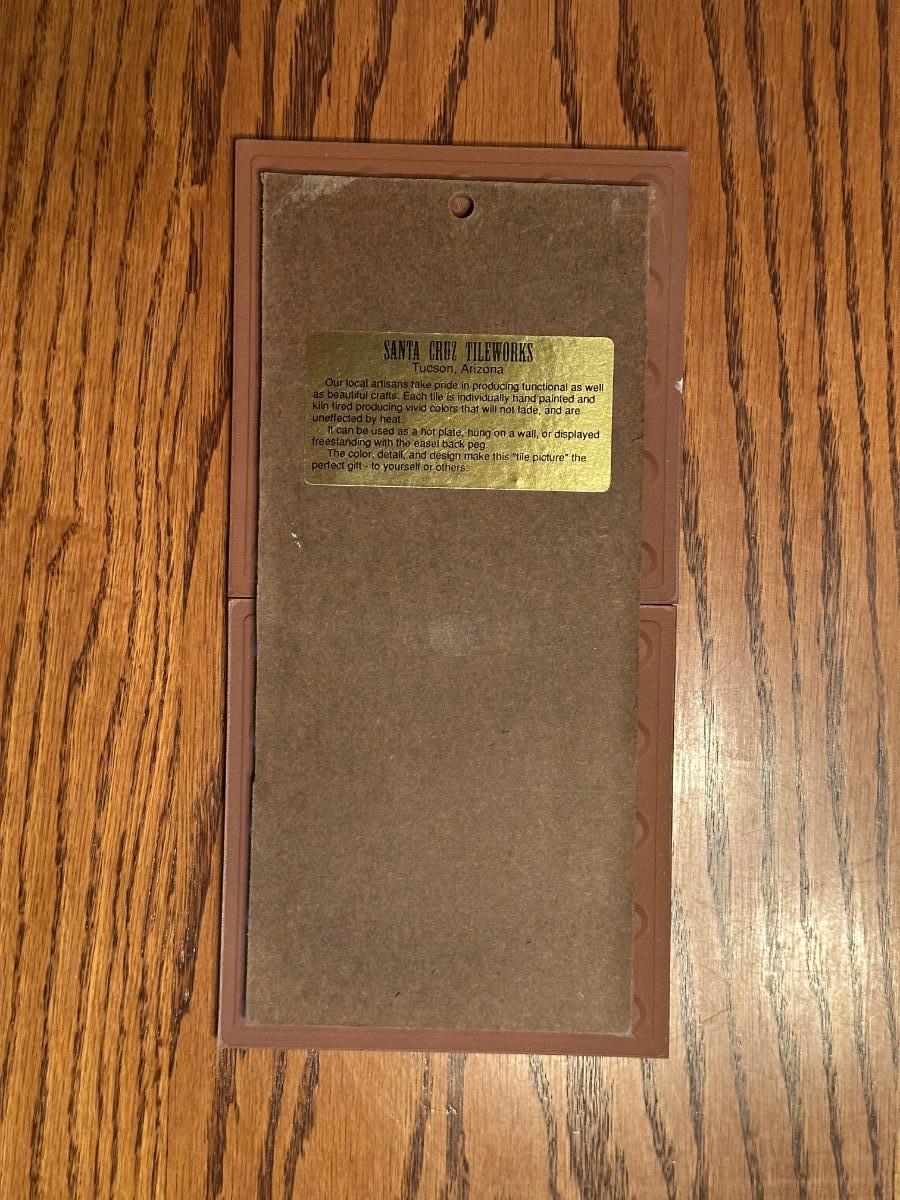 SANTA CRUZ TILEWORKS
Tucson, Arizona
Our local artisans take pride in producing functional as well
as beautiful crafts. Each tile is individually hand painted and
kiln fired producing vivid colors that will not fade, and are
uneffected by heat.
It can be used as a hot plate, hung on a wall, or displayed
freestanding with the easel back peg.
The color, detail, and design make this "tile picture" the
perfect gift - to yourself or others.